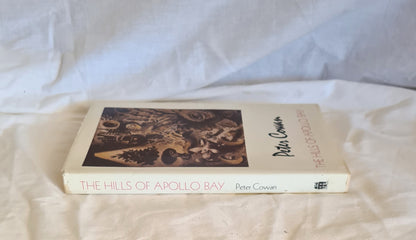 Peter Cowan
THE HILLS OF APOLLO BAY
THE HILLS OF APOLLO BAY Peter Cowan